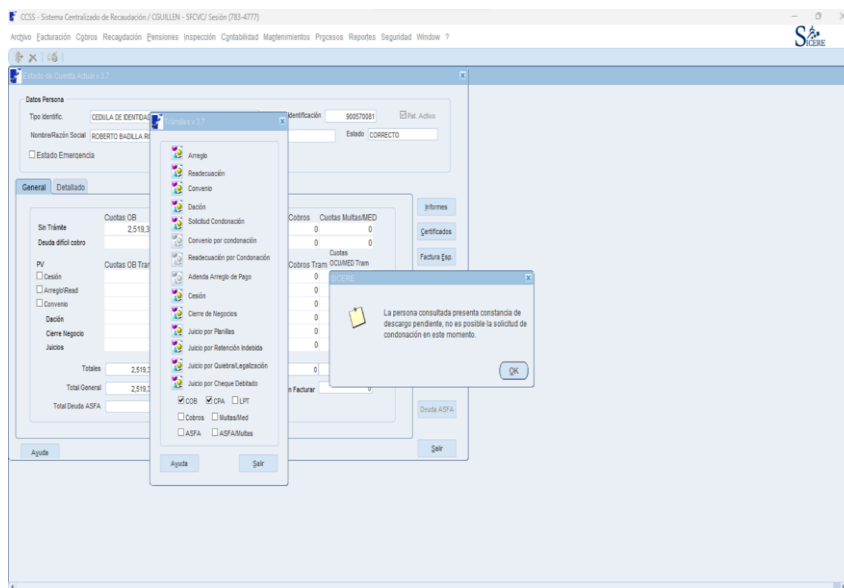 CCSS - Sistema Centralizado de Recaudación / CGUILLEN - SFCVC/ Sesión (783-4777)
Archivo Facturación Cobros Recaudación Pensiones Inspección Contabilidad Mantenimientos Procesos Reportes Seguridad Window ?
SICERE
Estado de Cuenta Actual v 3.7
Datos Persona
Tipo Identific. CEDULA DE IDENTIDAD Identificación 900570081 Pat. Activo
Nombre/Razón Social ROBERTO BADILLA Estado CORRECTO
Estado Emergencia
General Detallado
Cuotas OB Cobros Cuotas Multas/MED
Sin Trámite 2,519,3 0 0
Deuda difícil cobro 0 0
PV Cuotas OB Tram Cobros Tram Cuotas OCU/MED Tram
Cesión 0
Arreglo\Read 0
Convenio 0
Dación 0
Cierre Negocio 0
Juicios 0
Totales 2,519,3 0
Total General 2,519,3 n Facturar 0
Total Deuda ASFA
Ayuda
Informes
Certificados
Factura Esp.
Deuda ASFA
Salir
Trámites v 3.7
Arreglo
Readecuación
Convenio
Dación
Solicitud Condonación
Convenio por condonación
Readecuación por Condonación
Adenda Arreglo de Pago
Cesión
Cierre de Negocios
Juicio por Planillas
Juicio por Retención Indebida
Juicio por Quiebra/Legalización
Juicio por Cheque Debitado
COB CPA LPT
Cobros Multas/Med
ASFA ASFA/Multas
Ayuda Salir
SICERE
La persona consultada presenta constancia de
descargo pendiente, no es posible la solicitud de
condonación en este momento.
OK